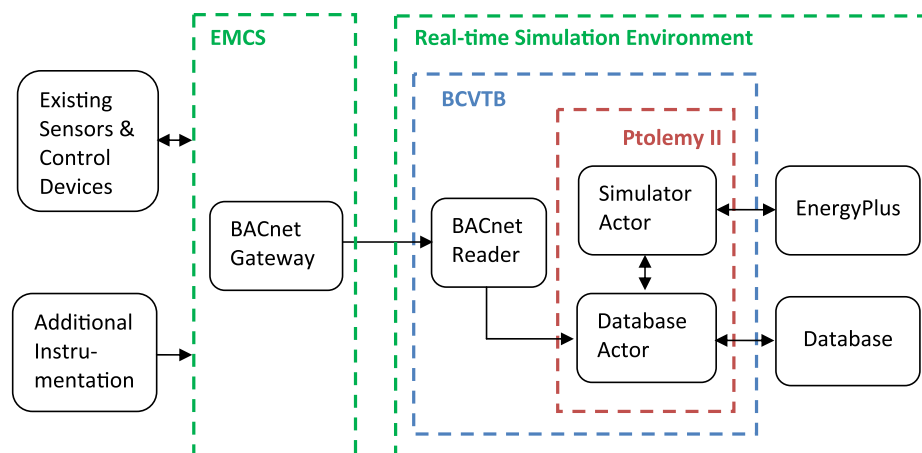 EMCS
Real-time Simulation Environment
BCVTB
Ptolemy II
Existing
Sensors &
Control
Devices
Additional
Instru-
mentation
BACnet
Gateway
BACnet
Reader
Simulator
Actor
Database
Actor
EnergyPlus
Database